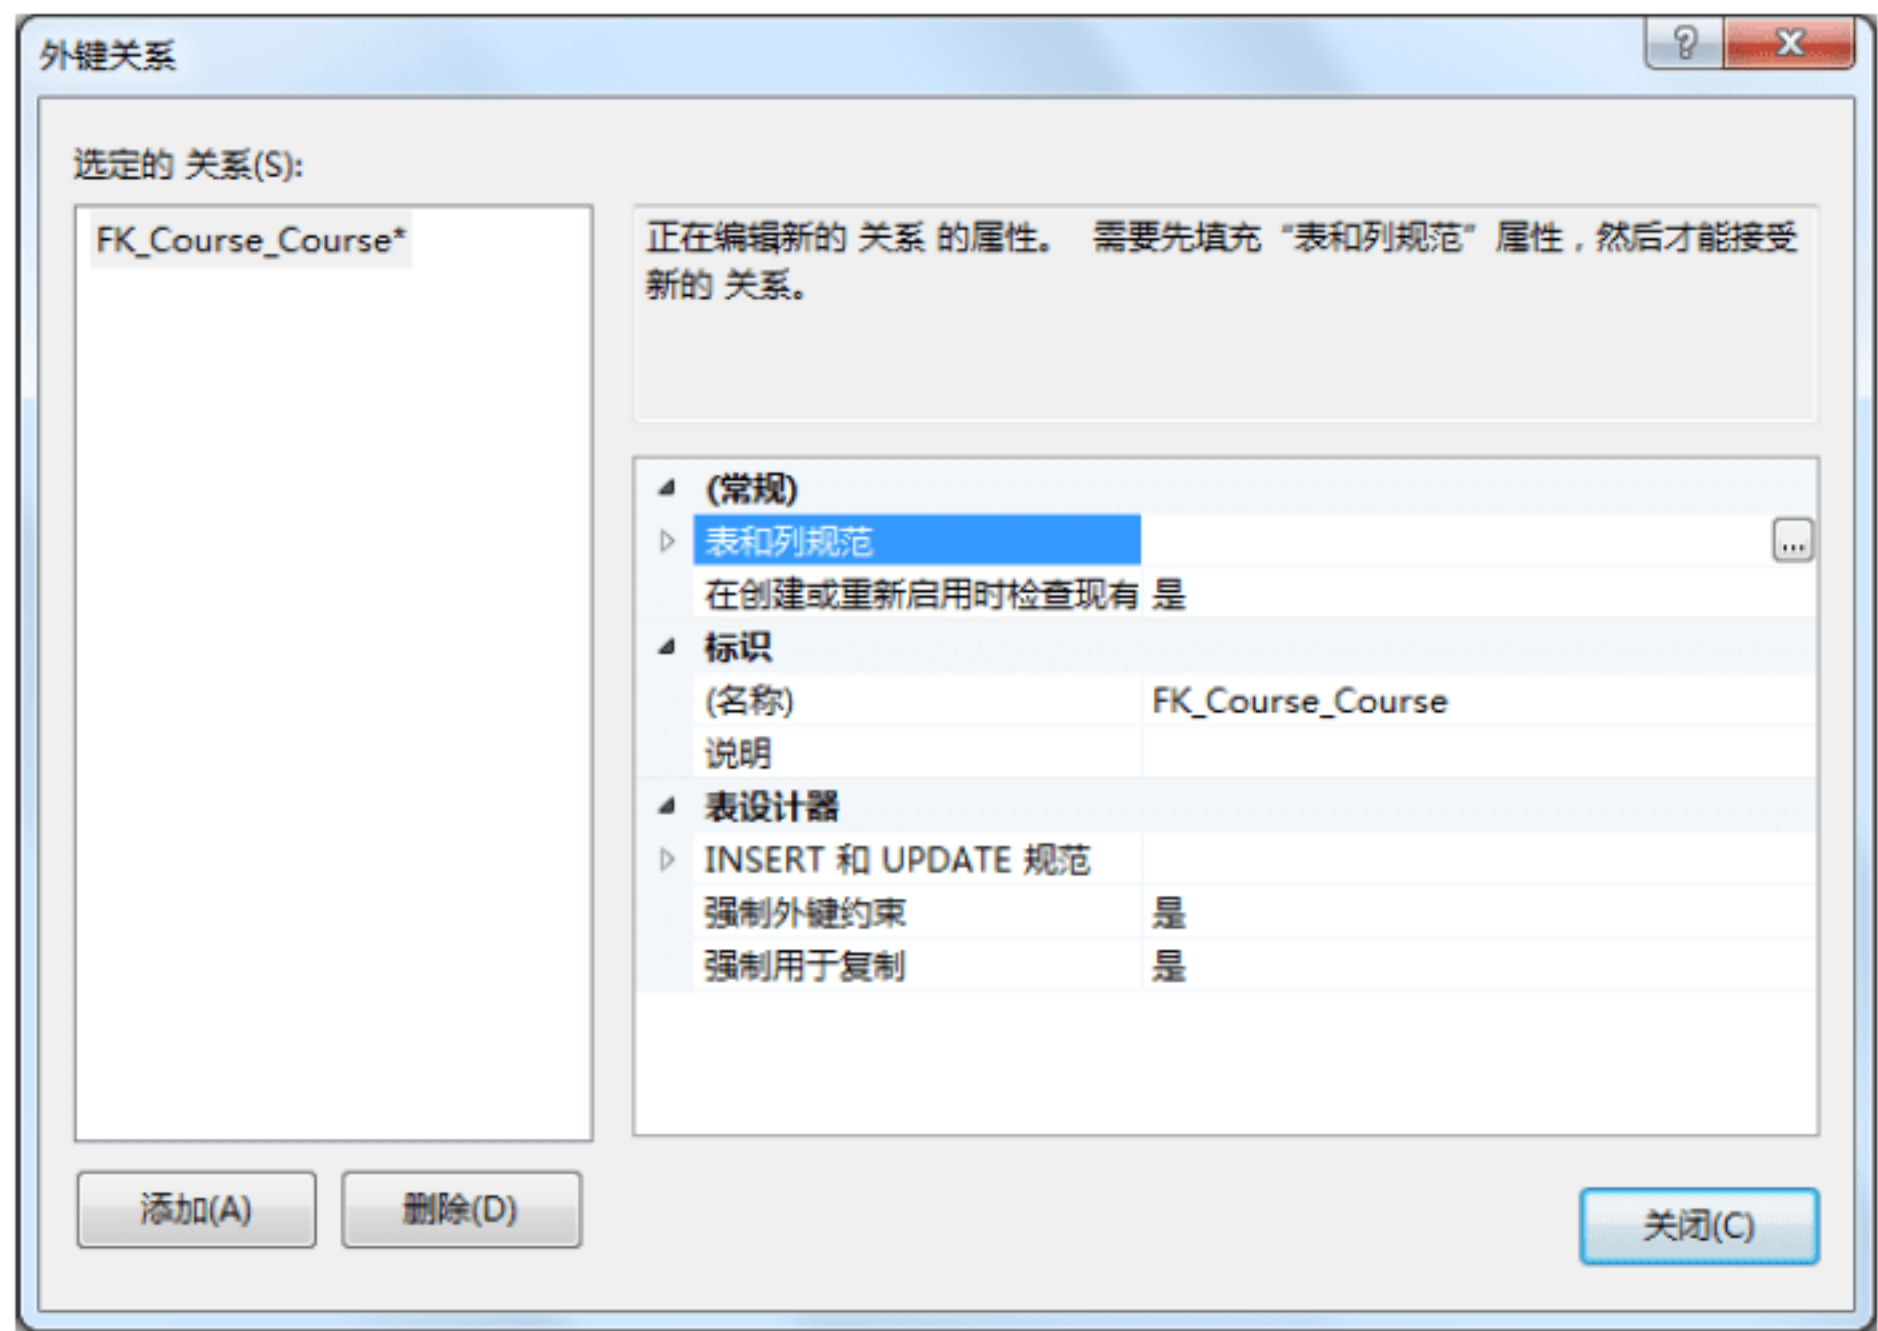 外键关系
选定的 关系(S):
FK_Course_Course*
正在编辑新的 关系 的属性。 需要先填充“表和列规范”属性，然后才能接受
新的 关系。
(常规)
表和列规范 ...
在创建或重新启用时检查现有 是
标识
(名称) FK_Course_Course
说明
表设计器
INSERT 和 UPDATE 规范
强制外键约束 是
强制用于复制 是
添加(A) 删除(D)
关闭(C)